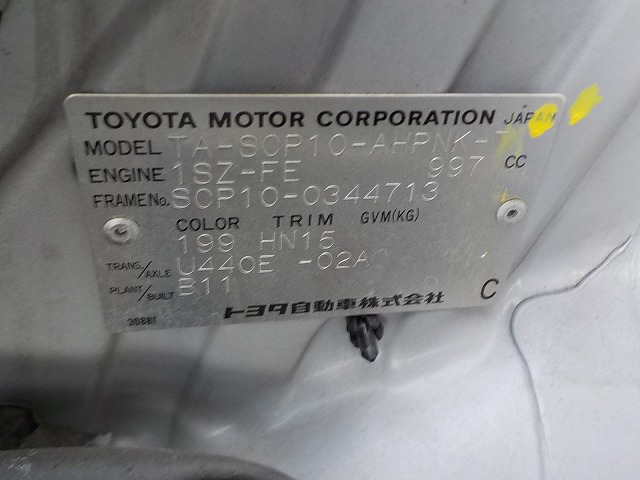 TOYOTA MOTOR CORPORATION JAPAN
MODEL TA-SCP10-AHPNK-
ENGINE 1SZ-FE 997 CC
FRAME No. SCP10-0344713
COLOR TRIM GVM(KG)
199 HN15
TRANS/AXLE U440E -02A
PLANT/BUILT B11 C
30881 トヨタ自動車株式会社